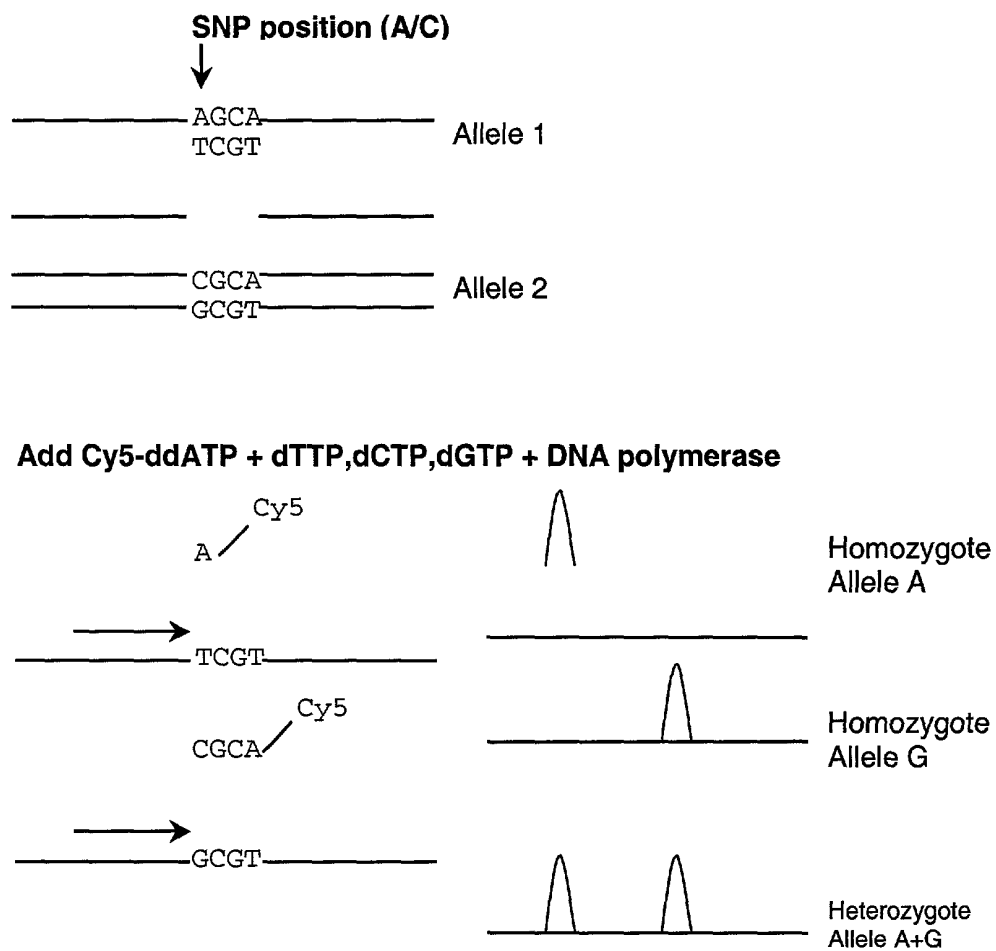 SNP position (A/C)
AGCA
TCGT
Allele 1
CGCA
GCGT
Allele 2
Add Cy5-ddATP + dTTP,dCTP,dGTP + DNA polymerase
Cy5
A
Homozygote
Allele A
TCGT
Cy5
CGCA
Homozygote
Allele G
GCGT
Heterozygote
Allele A+G